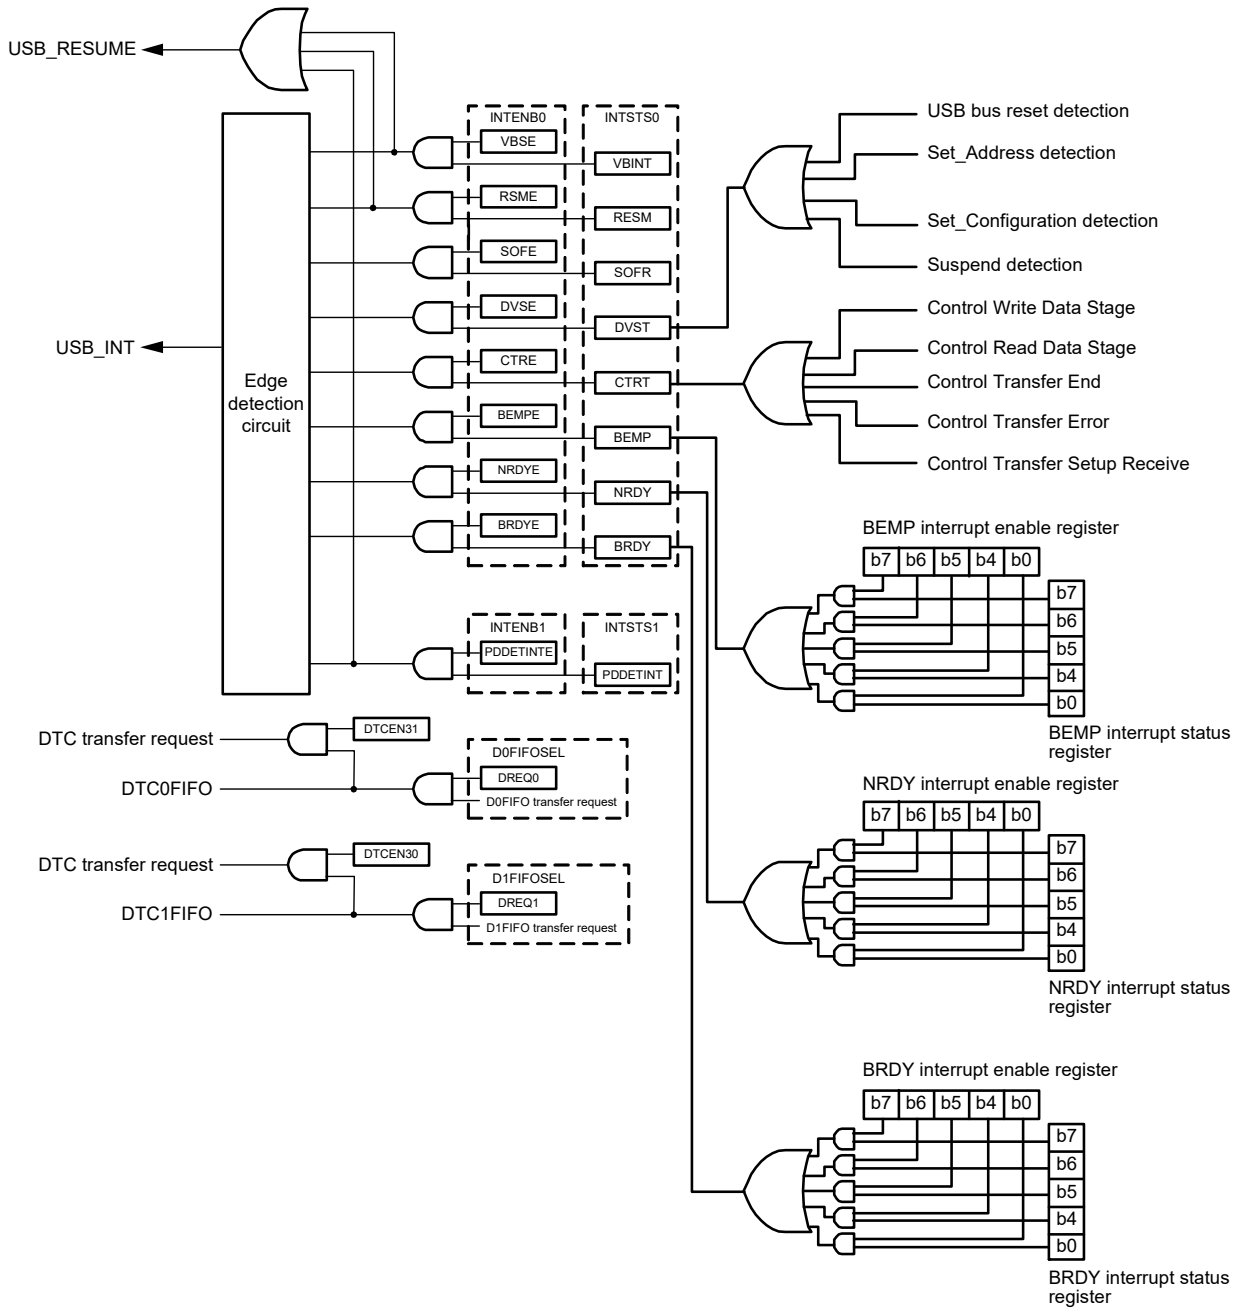 USB_RESUME
USB_INT
Edge
detection
circuit
INTENB0
INTSTS0
VBSE
VBINT
RSME
RESM
SOFE
SOFR
DVSE
DVST
CTRE
CTRT
BEMPE
BEMP
NRDYE
NRDY
BRDYE
BRDY
INTENB1
INTSTS1
PDDETINTE
PDDETINT
USB bus reset detection
Set_Address detection
Set_Configuration detection
Suspend detection
Control Write Data Stage
Control Read Data Stage
Control Transfer End
Control Transfer Error
Control Transfer Setup Receive
DTC transfer request
DTCEN31
DTC0FIFO
D0FIFOSEL
DREQ0
D0FIFO transfer request
DTC transfer request
DTCEN30
DTC1FIFO
D1FIFOSEL
DREQ1
D1FIFO transfer request
BEMP interrupt enable register
b7 b6 b5 b4 b0
b7
b6
b5
b4
b0
BEMP interrupt status
register
NRDY interrupt enable register
b7 b6 b5 b4 b0
b7
b6
b5
b4
b0
NRDY interrupt status
register
BRDY interrupt enable register
b7 b6 b5 b4 b0
b7
b6
b5
b4
b0
BRDY interrupt status
register